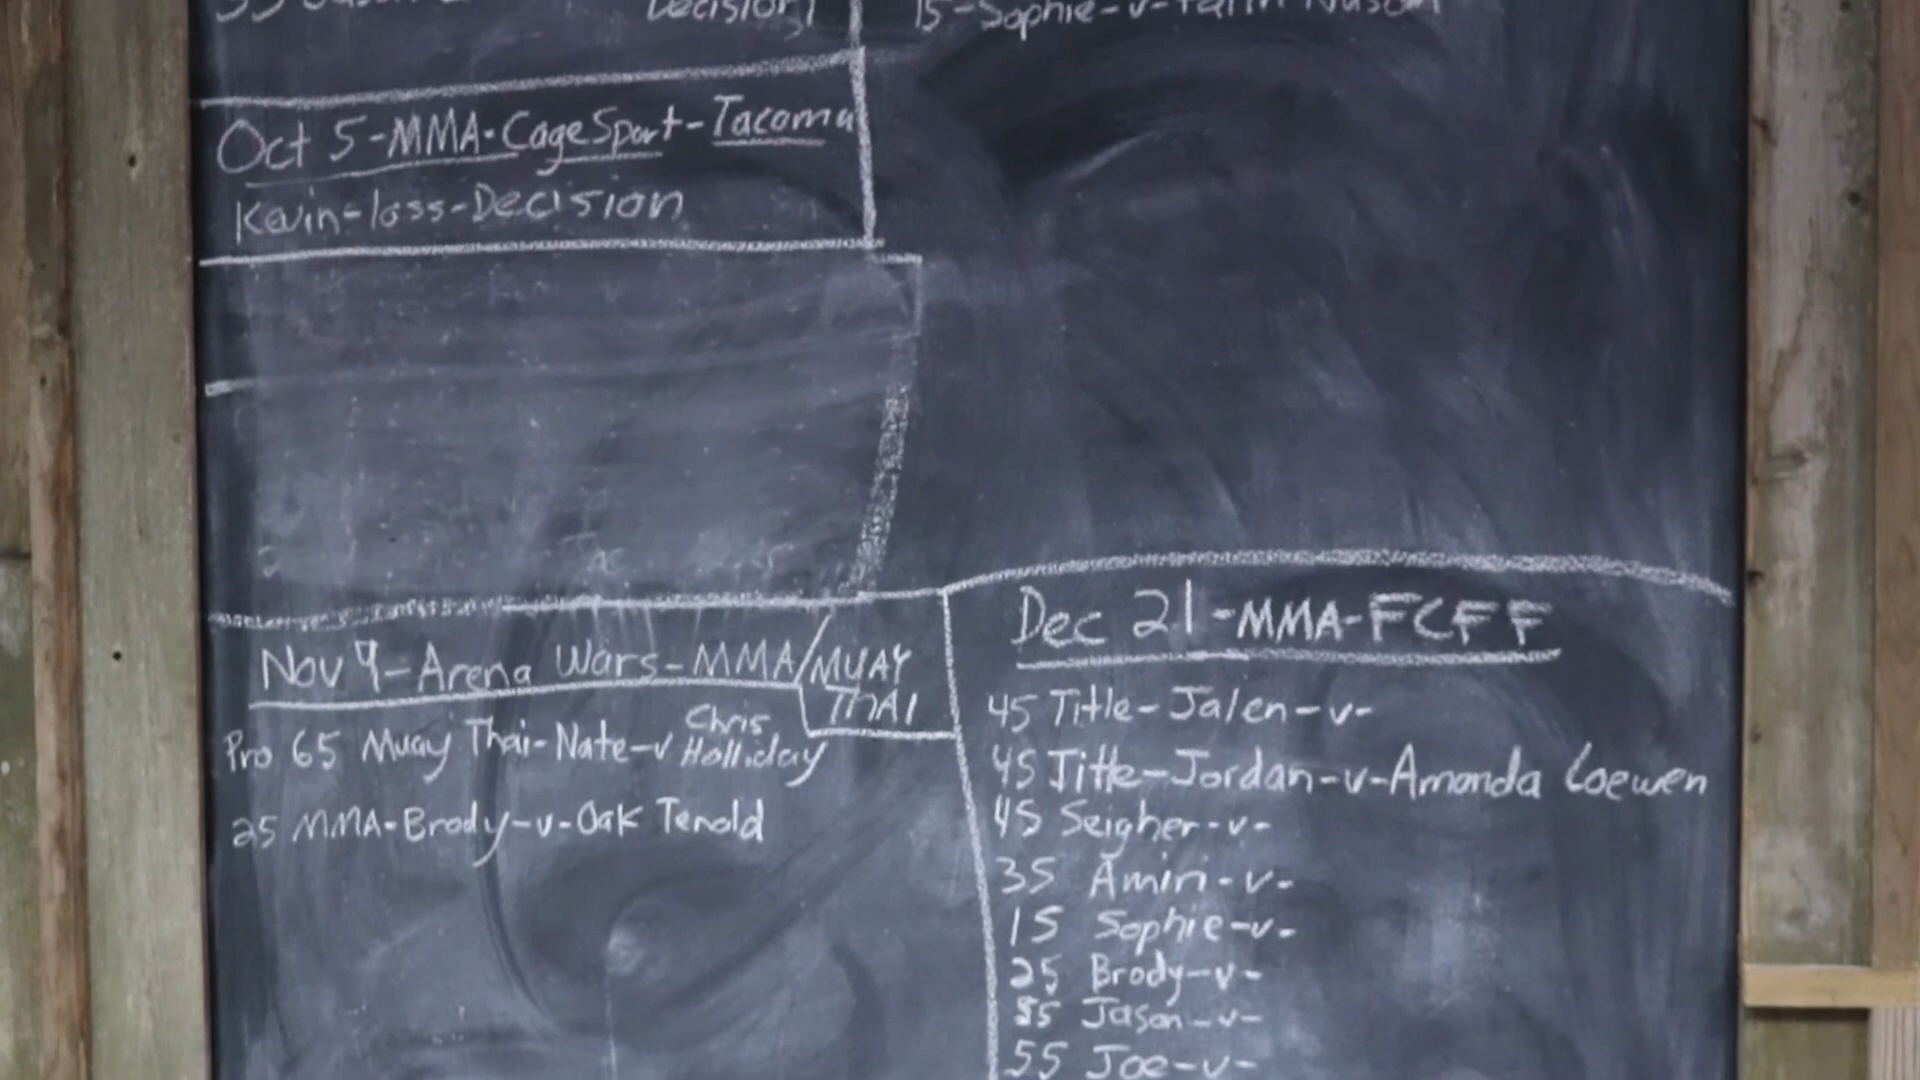 Decision
15-Sophie-v-
Oct 5-MMA-CageSport-Tacoma
Kevin-loss-Decision
Nov 9-Arena Wars-MMA/MUAY
THAI
Pro 65 Muay Thai-Nate-v Chris Holliday
25 MMA-Brody-v-Oak Tenold
Dec 21-MMA-FCFF
45 Title-Jalen-v-
45 Title-Jordan-v-Amanda Loewen
45 Seigher-v-
35 Amiri-v-
15 Sophie-v-
25 Brody-v-
Jason-v-
55 Joe-v-